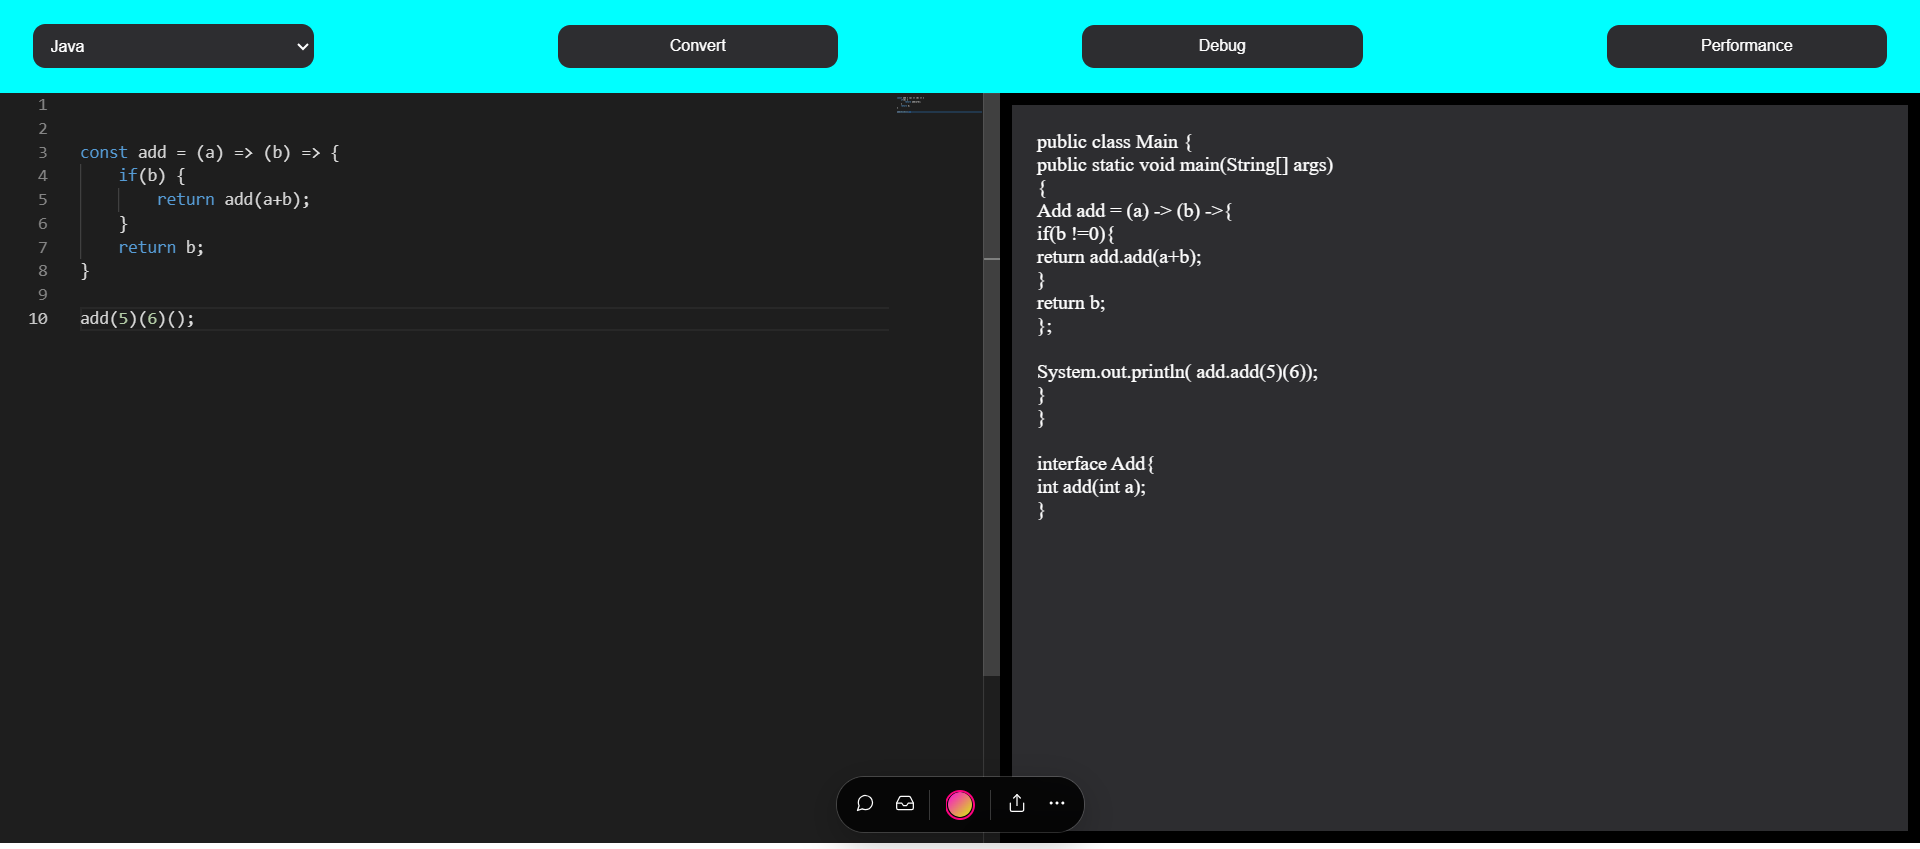 Java
Convert
Debug
Performance
1
2
3 const add = (a) => (b) => {
4 if(b) {
5 return add(a+b);
6 }
7 return b;
8 }
9
10 add(5)(6)();
public class Main {
public static void main(String[] args)
{
Add add = (a) -> (b) ->{
if(b !=0){
return add.add(a+b);
}
return b;
};
System.out.println( add.add(5)(6));
}
}
interface Add{
int add(int a);
}